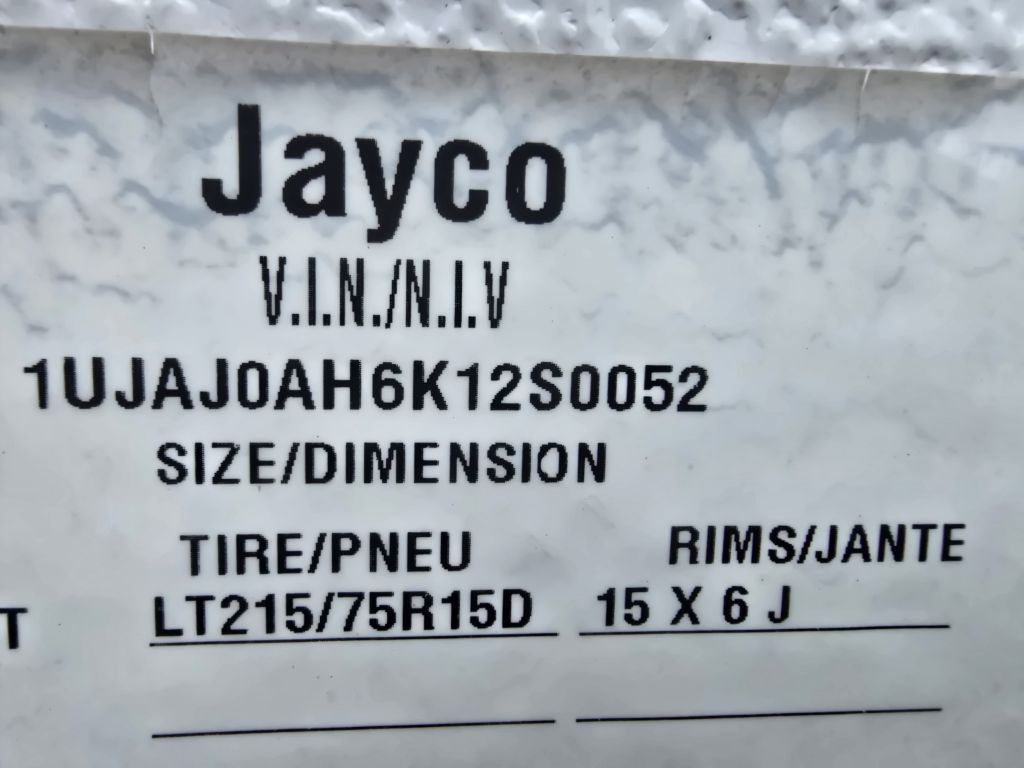 Jayco
V.I.N./N.I.V
1UJAJ0AH6K12S0052
SIZE/DIMENSION
TIRE/PNEU RIMS/JANTE
T LT215/75R15D 15 X 6 J